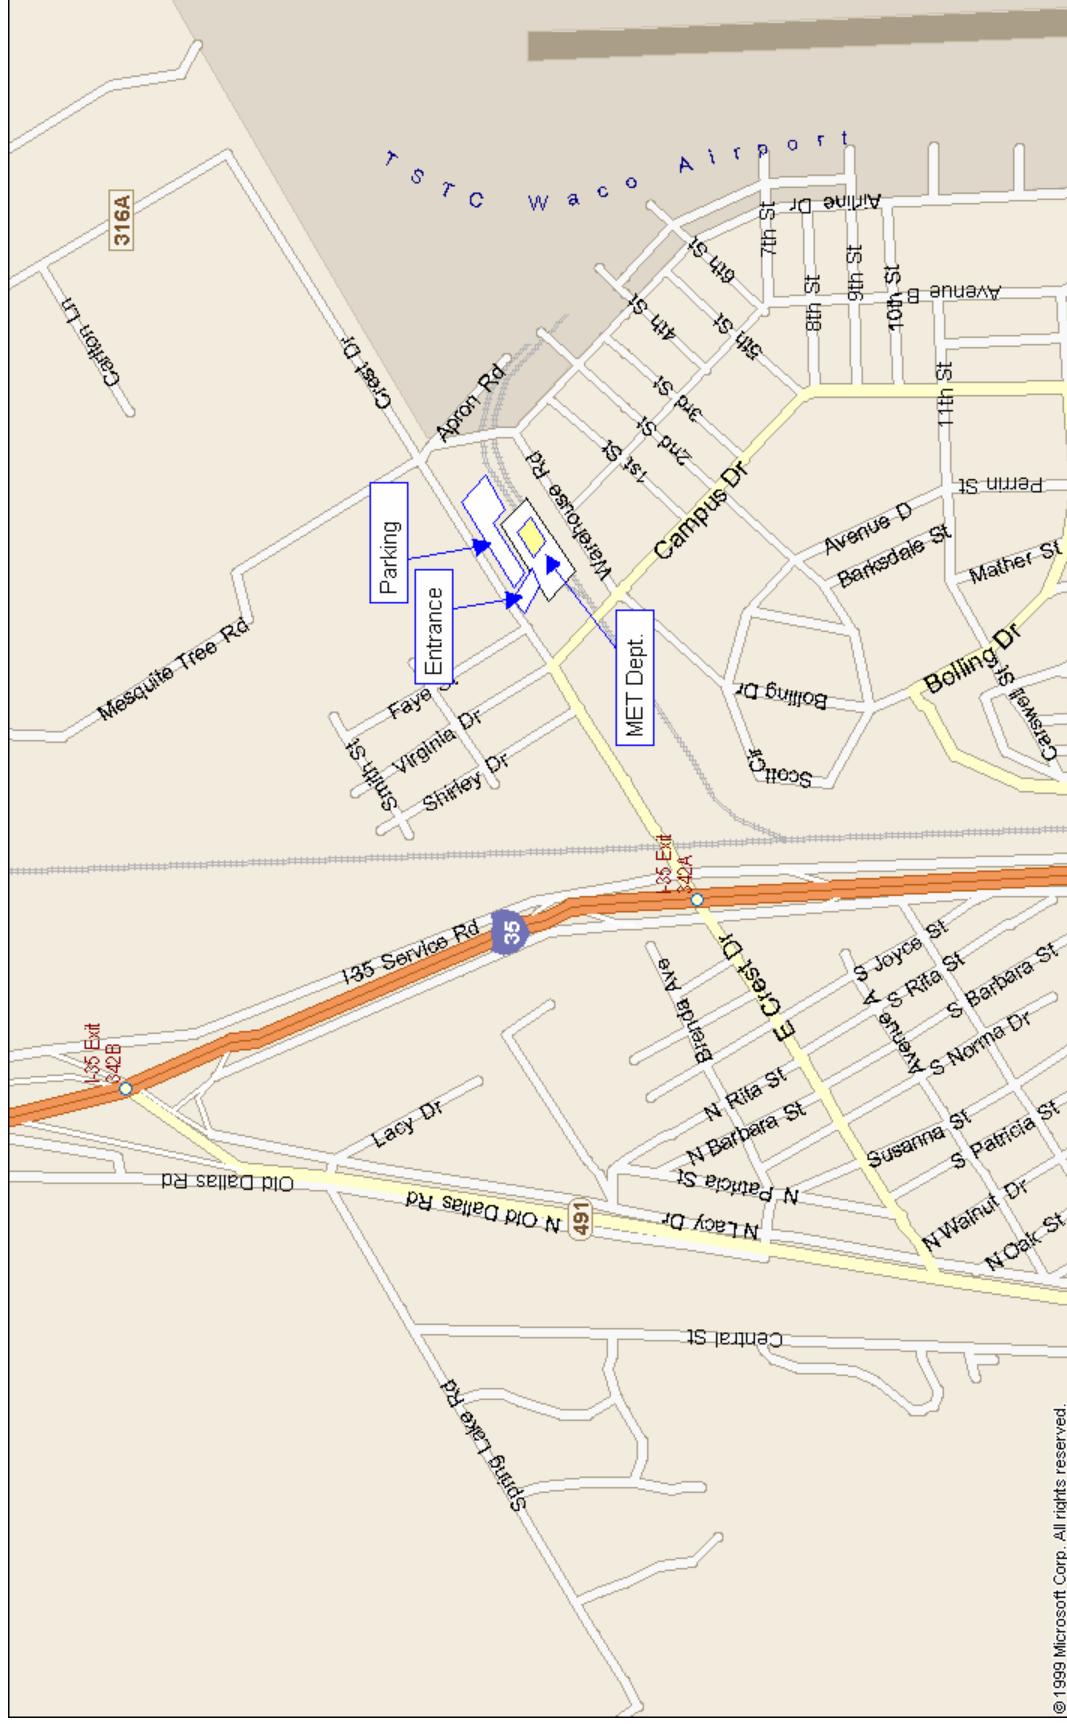 316A
Carlton Ln
Crest Dr
TSTC Waco Airport
Apron Rd
Parking
Entrance
MET Dept.
Mesquite Tree Rd
Faye St
Virginia Dr
Smith St
Shirley Dr
Warehouse Rd
Campus Dr
1st St
2nd St
3rd St
4th St
5th St
6th St
7th St
8th St
9th St
10th St
11th St
Airline Dr
Avenue B
Perrin St
Avenue D
Barksdale St
Mather St
Bolling Dr
Bolling Dr
Carswell St
Scott Cir
I-35 Exit
342A
I-35 Exit
342B
I-35 Service Rd
35
E Crest Dr
Brenda Ave
S Joyce St
Avenue A
S Rita St
S Barbara St
S Norma Dr
Susanna St
S Patricia St
N Rita St
N Barbara St
N Patricia St
N Walnut Dr
N Oak St
Lacy Dr
N Lacy Dr
Old Dallas Rd
N Old Dallas Rd
491
Central St
Spring Lake Rd
© 1999 Microsoft Corp. All rights reserved.